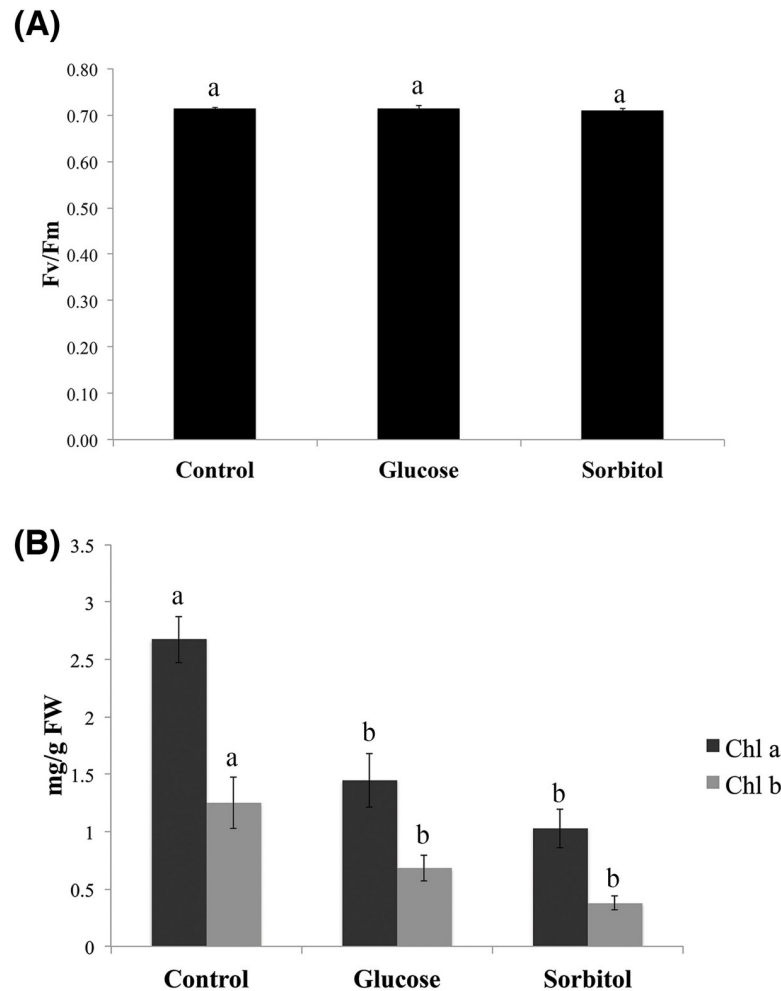 (A)
0.80
0.70
0.60
0.50
0.40
0.30
0.20
0.10
0.00
Fv/Fm
a
a
a
Control
Glucose
Sorbitol
(B)
3.5
3
2.5
2
1.5
1
0.5
0
mg/g FW
a
a
b
b
b
b
Chl a
Chl b
Control
Glucose
Sorbitol